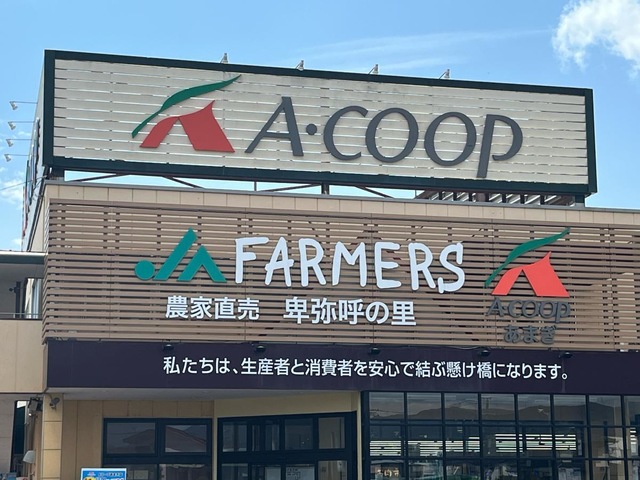 A·COOP
JA FARMERS
農家直売 卑弥呼の里
A·COOP
あまぎ
私たちは、生産者と消費者を安心で結ぶ懸け橋になります。